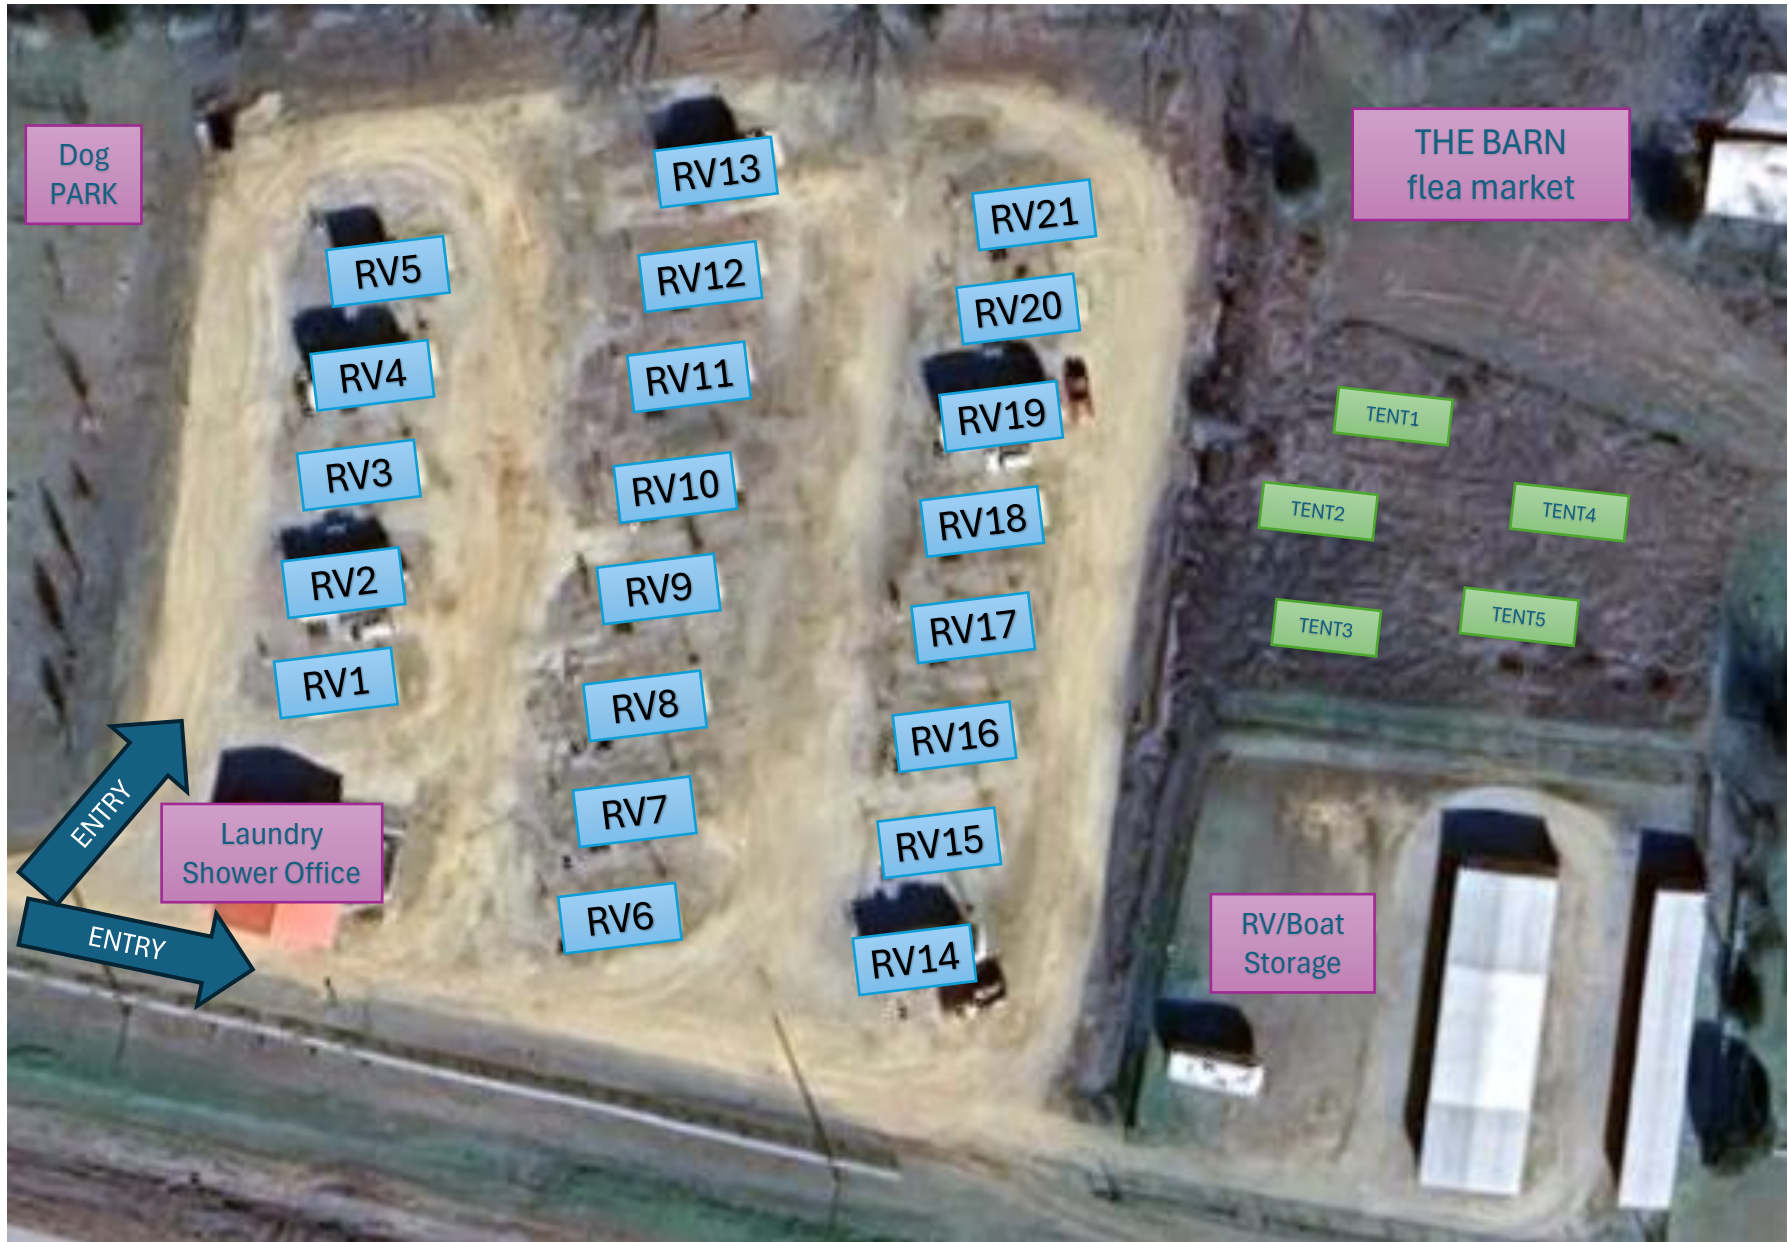 Dog
PARK
THE BARN
flea market
RV13
RV21
RV5
RV12
RV20
RV4
RV11
RV19
TENT1
RV3
RV10
RV18
TENT2
TENT4
RV2
RV9
RV17
TENT3
TENT5
RV1
RV8
RV16
ENTRY
Laundry
Shower Office
RV7
RV15
RV6
ENTRY
RV14
RV/Boat
Storage